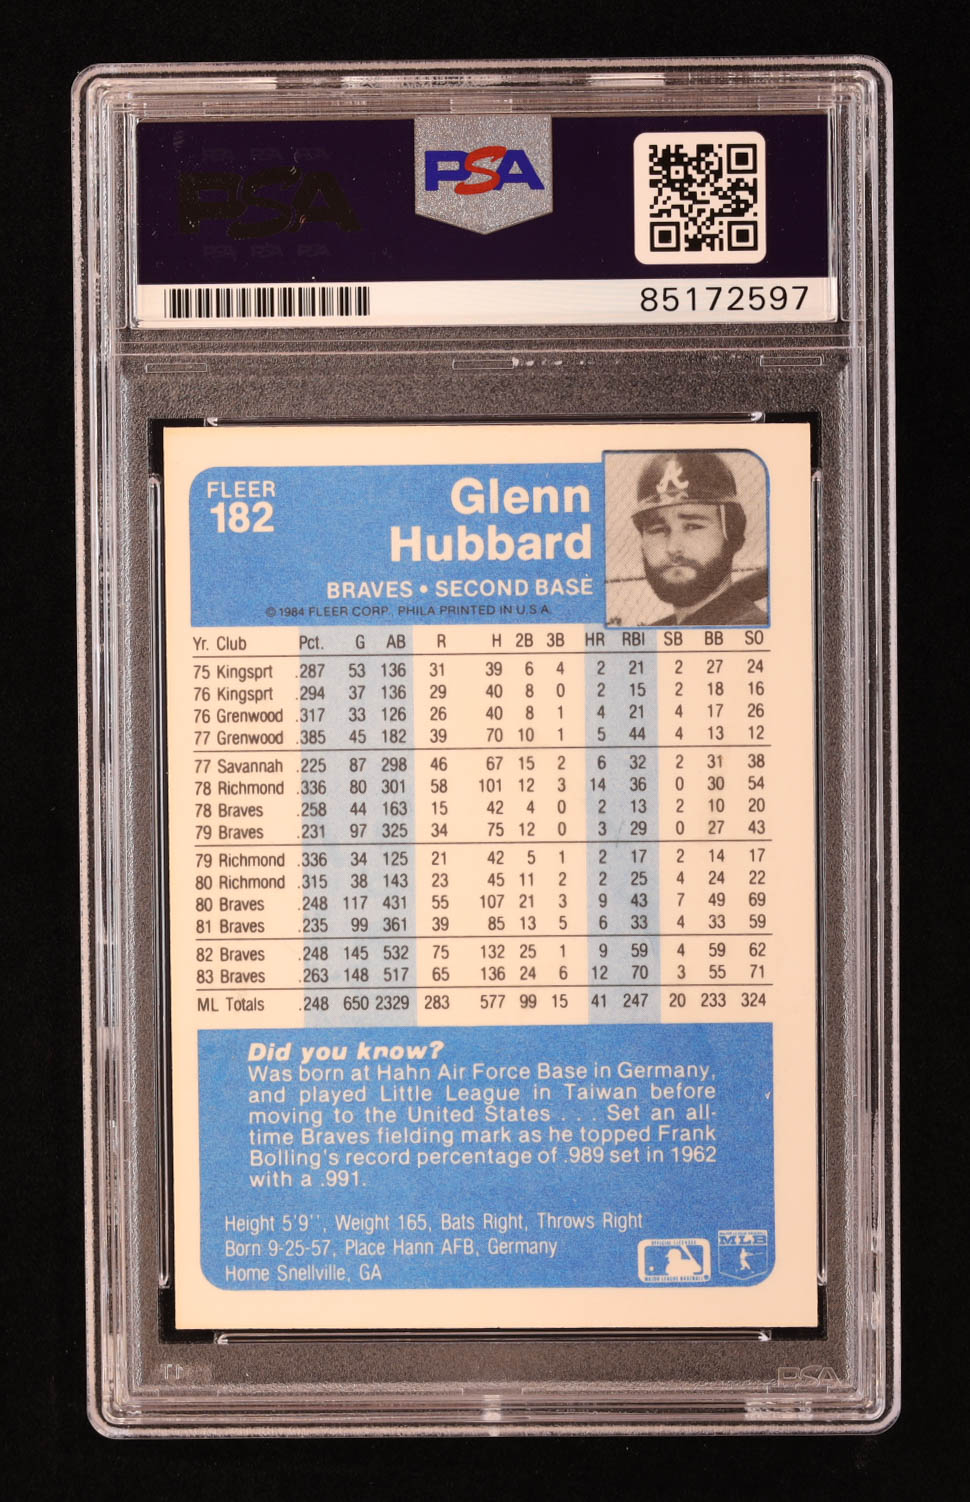 PSA
PSA
85172597
FLEER
182
Glenn
Hubbard
BRAVES • SECOND BASE
© 1984 FLEER CORP. PHILA PRINTED IN U.S.A.
Yr. Club Pct. G AB R H 2B 3B HR RBI SB BB SO
75 Kingsprt .287 53 136 31 39 6 4 2 21 2 27 24
76 Kingsprt .294 37 136 29 40 8 0 2 15 2 18 16
76 Grenwood .317 33 126 26 40 8 1 4 21 4 17 26
77 Grenwood .385 45 182 39 70 10 1 5 44 4 13 12
77 Savannah .225 87 298 46 67 15 2 6 32 2 31 38
78 Richmond .336 80 301 58 101 12 3 14 36 0 30 54
78 Braves .258 44 163 15 42 4 0 2 13 2 10 20
79 Braves .231 97 325 34 75 12 0 3 29 0 27 43
79 Richmond .336 34 125 21 42 5 1 2 17 2 14 17
80 Richmond .315 38 143 23 45 11 2 2 25 4 24 22
80 Braves .248 117 431 55 107 21 3 9 43 7 49 69
81 Braves .235 99 361 39 85 13 5 6 33 4 33 59
82 Braves .248 145 532 75 132 25 1 9 59 4 59 62
83 Braves .263 148 517 65 136 24 6 12 70 3 55 71
ML Totals .248 650 2329 283 577 99 15 41 247 20 233 324
Did you know?
Was born at Hahn Air Force Base in Germany,
and played Little League in Taiwan before
moving to the United States . . . Set an all-
time Braves fielding mark as he topped Frank
Bolling's record percentage of .989 set in 1962
with a .991.
Height 5'9'', Weight 165, Bats Right, Throws Right
Born 9-25-57, Place Hann AFB, Germany
Home Snellville, GA
MLB
PSA